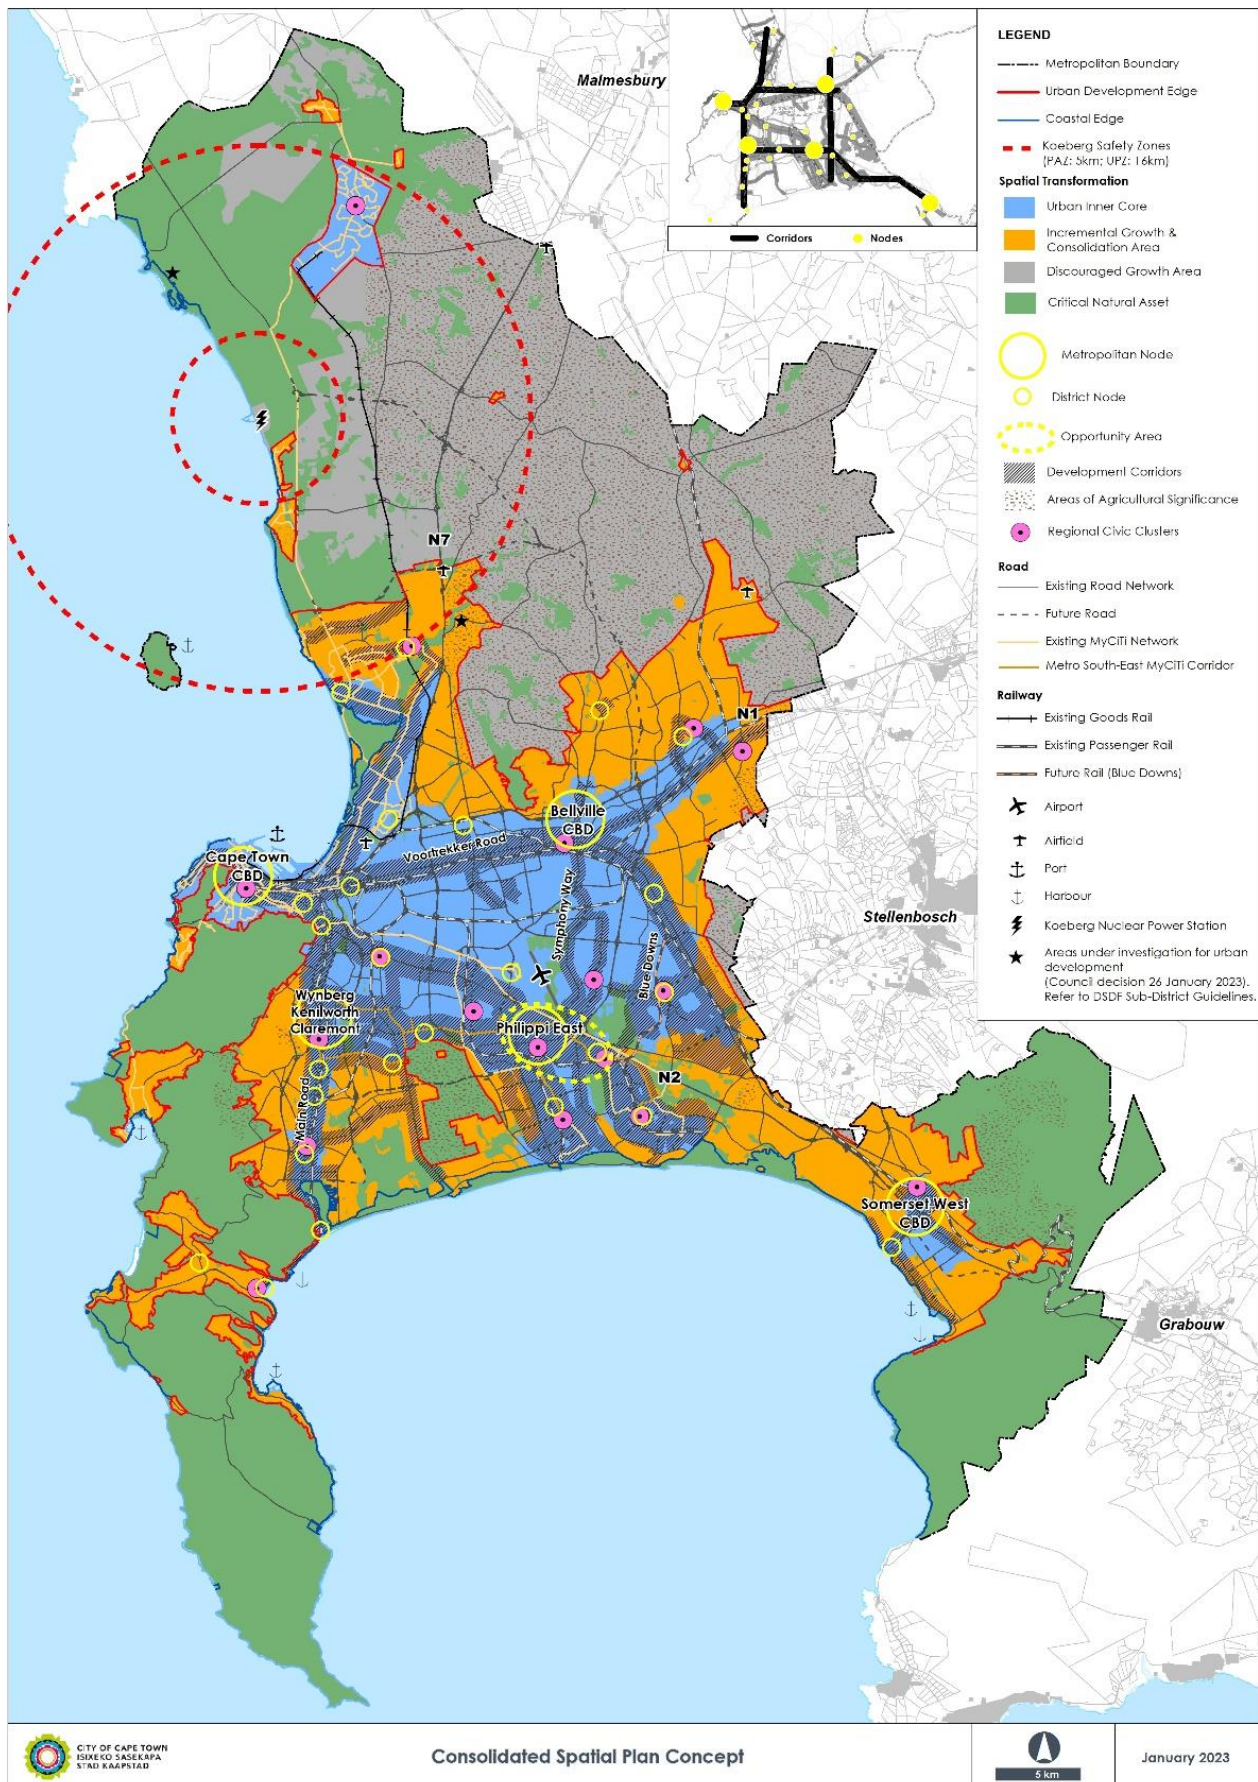 Malmesbury
Corridors
Nodes
N7
N1
Bellville
CBD
Voortrekker Road
Cape Town
CBD
Symphony Way
Stellenbosch
Blue Downs
Wynberg
Kenilworth
Claremont
Philippi East
N2
Main Road
Somerset West
CBD
Grabouw
LEGEND
Metropolitan Boundary
Urban Development Edge
Coastal Edge
Koeberg Safety Zones
(PAZ: 5km; UPZ: 16km)
Spatial Transformation
Urban Inner Core
Incremental Growth &
Consolidation Area
Discouraged Growth Area
Critical Natural Asset
Metropolitan Node
District Node
Opportunity Area
Development Corridors
Areas of Agricultural Significance
Regional Civic Clusters
Road
Existing Road Network
Future Road
Existing MyCiTi Network
Metro South-East MyCiTi Corridor
Railway
Existing Goods Rail
Existing Passenger Rail
Future Rail (Blue Downs)
Airport
Airfield
Port
Harbour
Koeberg Nuclear Power Station
Areas under investigation for urban
development
(Council decision 26 January 2023).
Refer to DSDF Sub-District Guidelines.
CITY OF CAPE TOWN
ISIXEKO SASEKAPA
STAD KAAPSTAD
Consolidated Spatial Plan Concept
5 km
January 2023